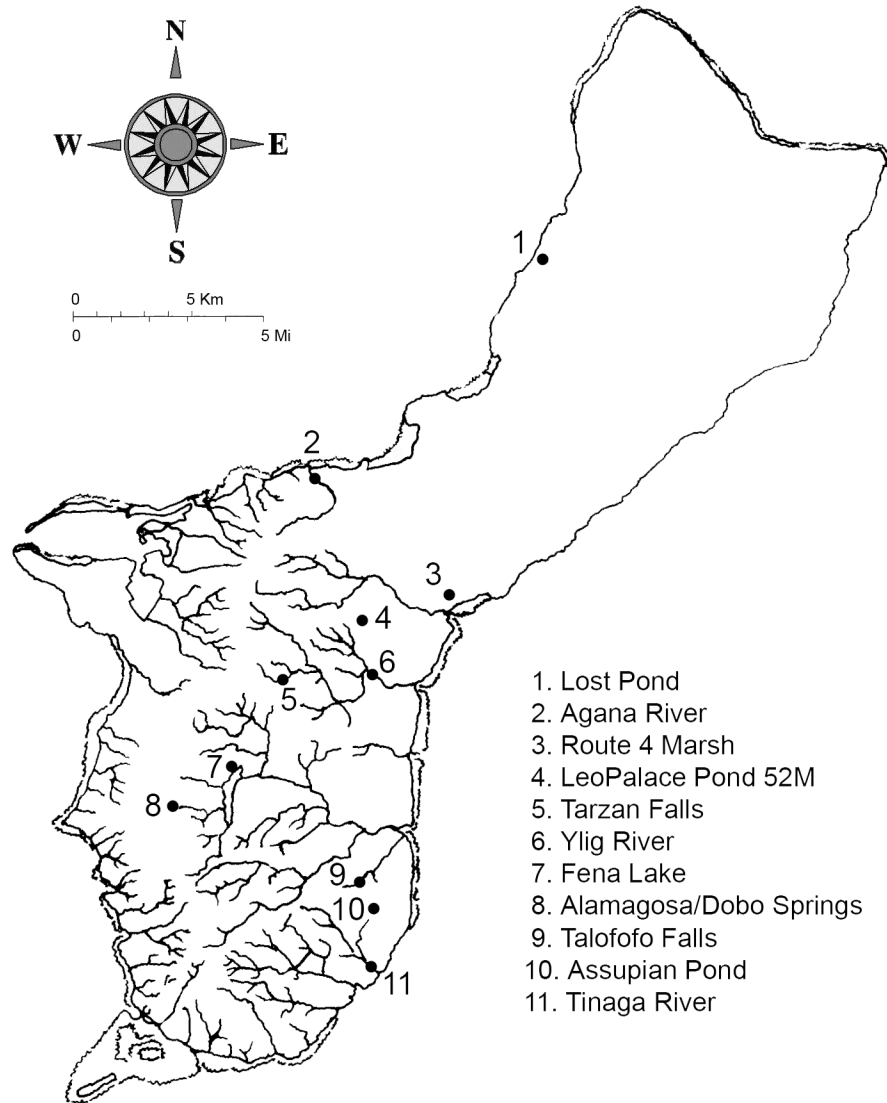 N
W E
S
0 5 Km
0 5 Mi
1
2
3
4
6
5
7
8
9
10
11
1. Lost Pond
2. Agana River
3. Route 4 Marsh
4. LeoPalace Pond 52M
5. Tarzan Falls
6. Ylig River
7. Fena Lake
8. Alamagosa/Dobo Springs
9. Talofofo Falls
10. Assupian Pond
11. Tinaga River